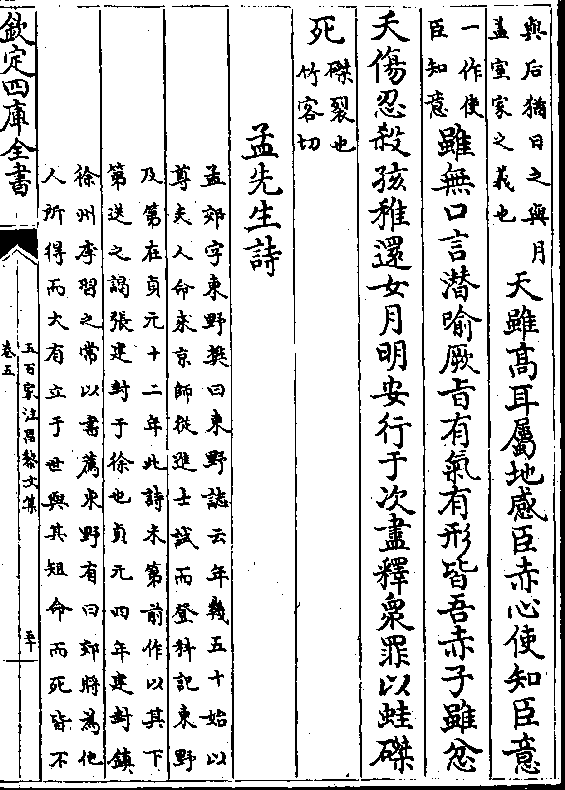 與后猶日之與月
蓋室家之義也
天雖高耳屬地感臣赤心使知臣意
一作使
臣知意
雖無口言潜喻厥旨有氣有形皆吾赤子雖忿
天傷忍殺孩稚還女月明安行于次盡釋衆罪以蛙磔
死
磔裂也
竹客切
孟先生詩
孟郊字東野樊曰東野誌云年幾五十始以
尊夫人命來京師從進士試而登科記東野
及第在貞元十二年此詩未第前作以其下
第送之謁張建封于徐也貞元四年建封鎮
徐州李習之常以書薦東野有曰郊將為他
人所得而大有立于世與其短命而死皆不
欽定四庫全書
五百家注昌黎文集
卷五